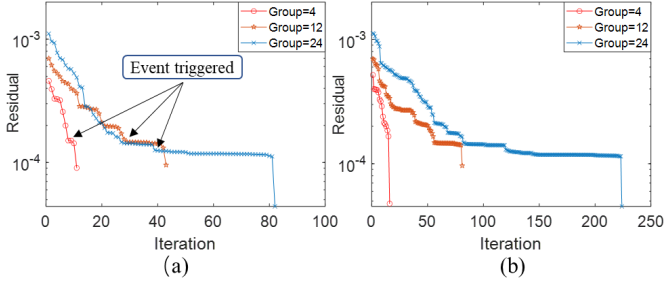 Group=4
Group=12
Group=24
Event triggered
10⁻³
10⁻⁴
Residual
0 20 40 60 80 100
Iteration
(a)
Group=4
Group=12
Group=24
10⁻³
10⁻⁴
Residual
0 50 100 150 200 250
Iteration
(b)